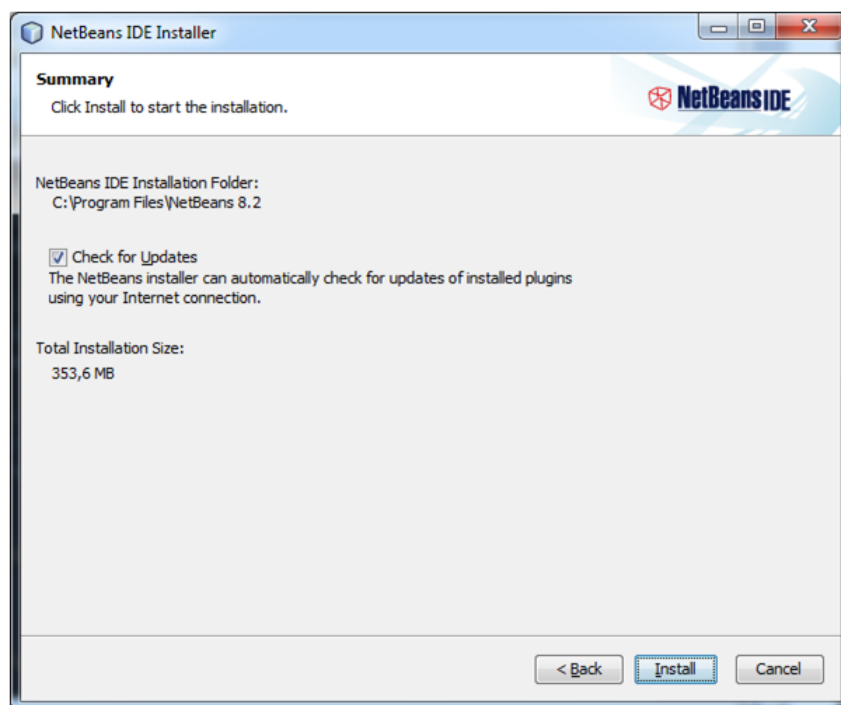 NetBeans IDE Installer
Summary
Click Install to start the installation.
NetBeans IDE
NetBeans IDE Installation Folder:
C:\Program Files\NetBeans 8.2
Check for Updates
The NetBeans installer can automatically check for updates of installed plugins
using your Internet connection.
Total Installation Size:
353,6 MB
< Back Install Cancel